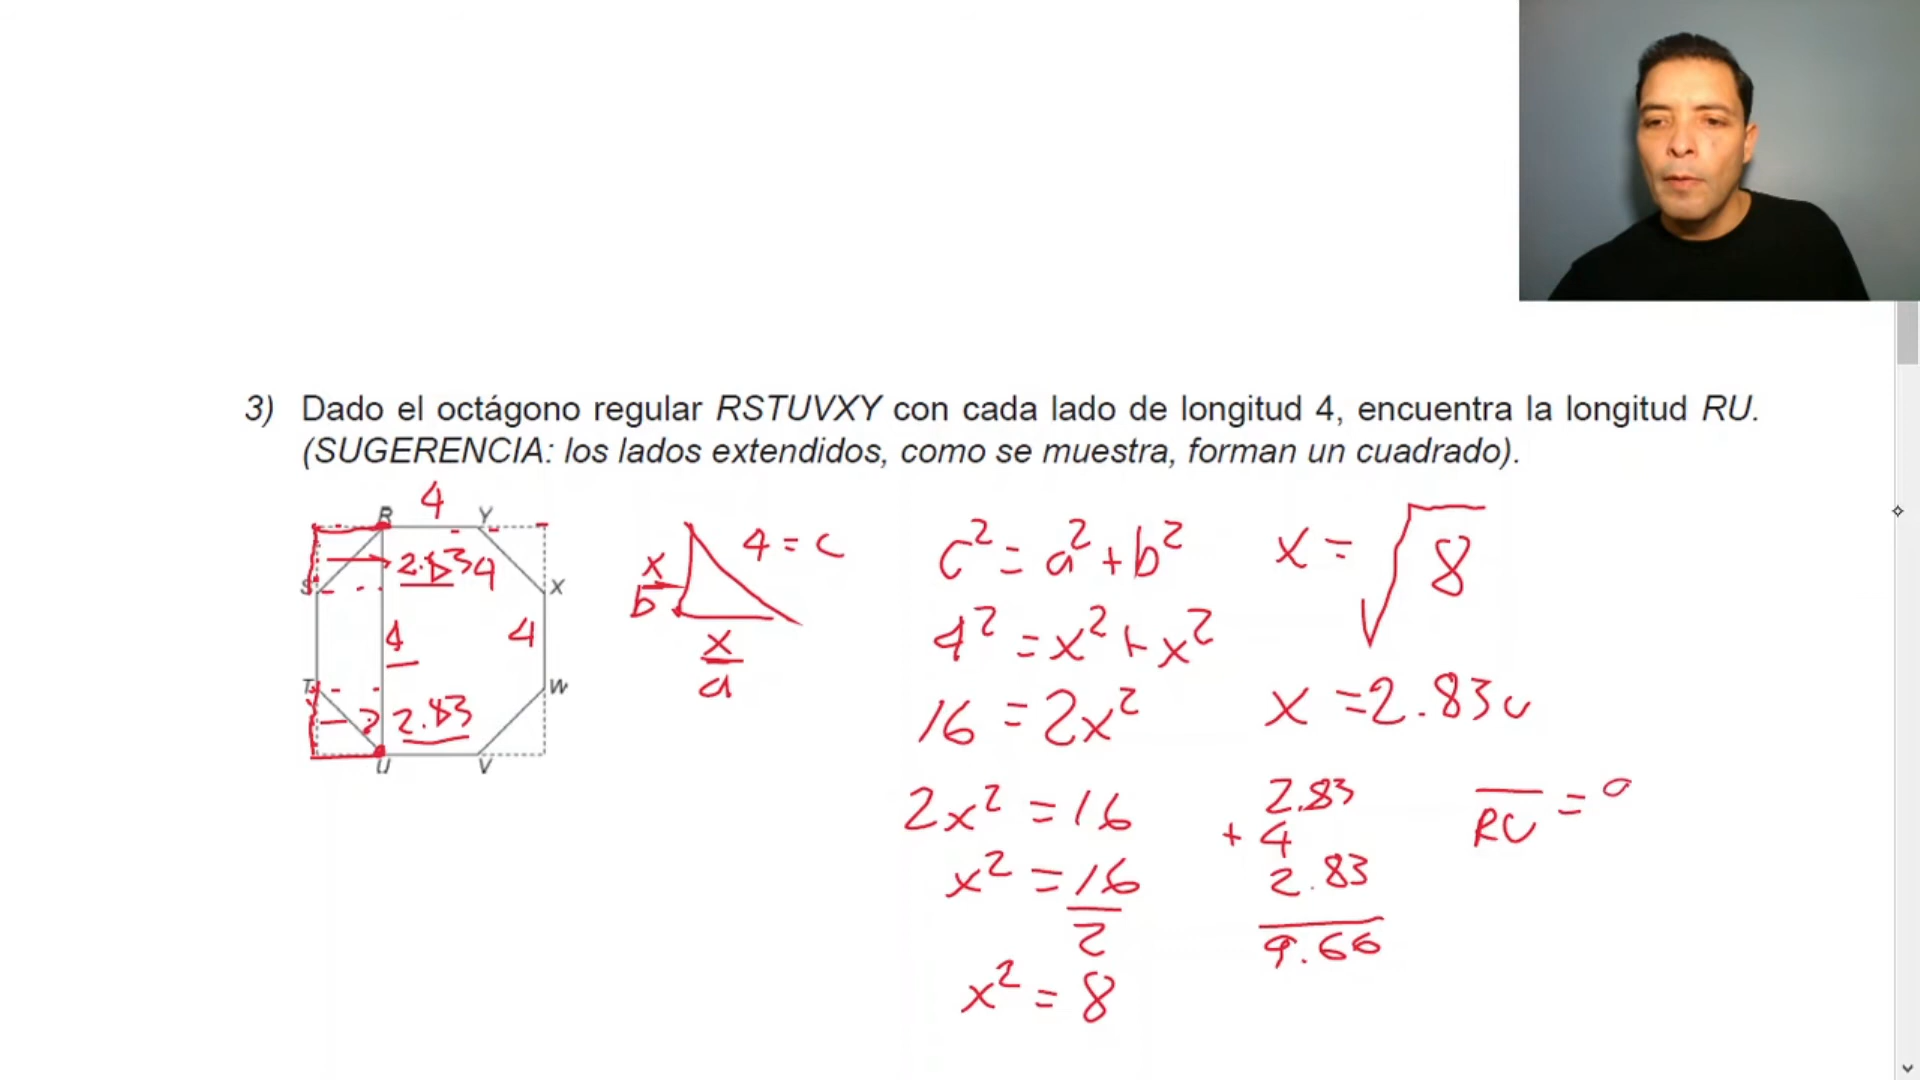 3) Dado el octágono regular RSTUVXY con cada lado de longitud 4, encuentra la longitud RU.
(SUGERENCIA: los lados extendidos, como se muestra, forman un cuadrado).
4
R Y
2.83 4
S X
4 4
T W
2.83
U V
x
b
4 = c
x
a
c² = a² + b²
4² = x² + x²
16 = 2x²
2x² = 16
x² = 16
2
x² = 8
x = √8
x = 2.83u
2.83
+ 4
2.83
9.66
RU =